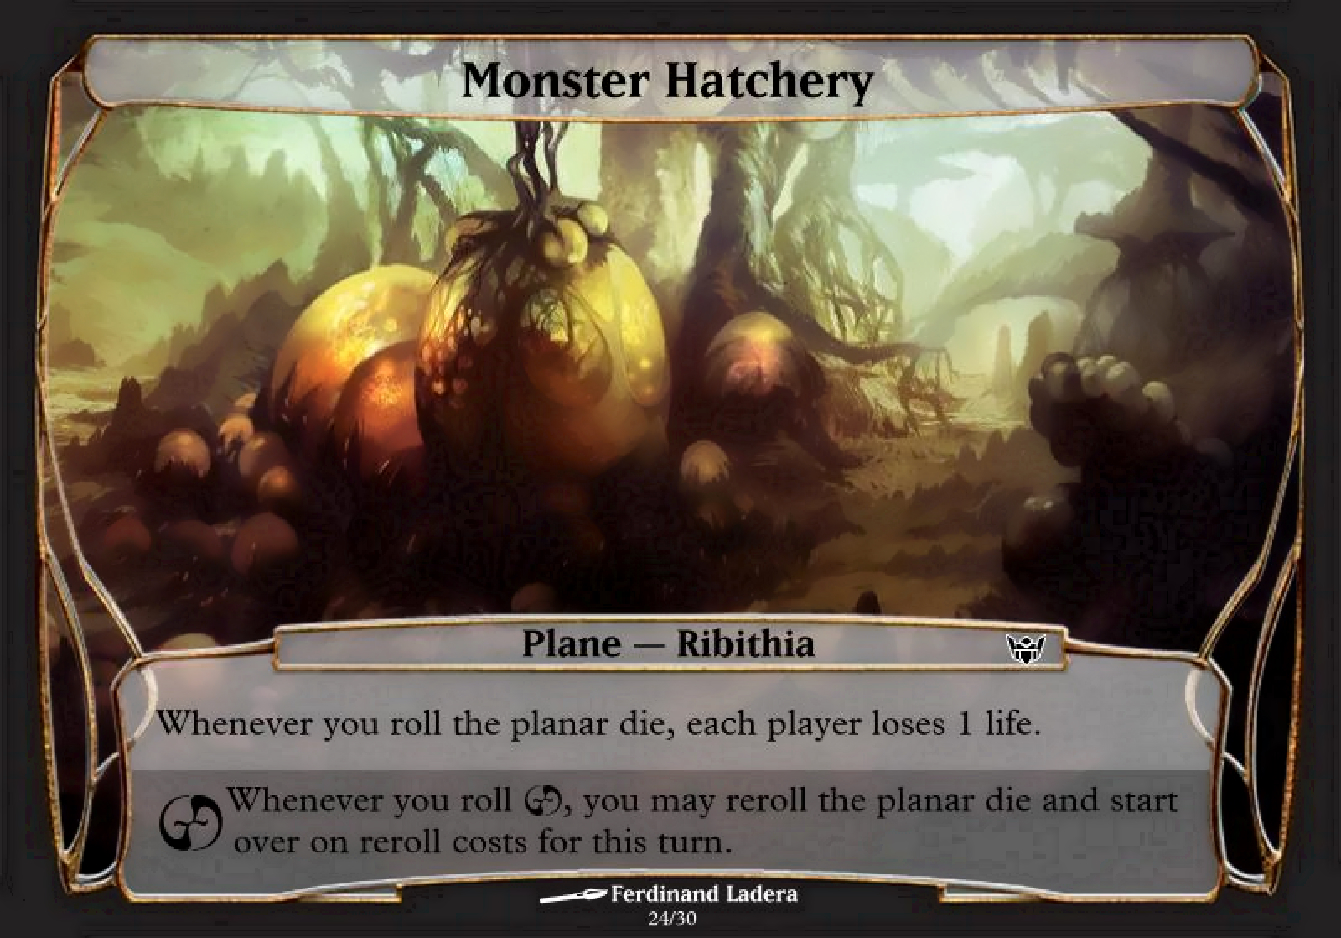 Monster Hatchery
Plane — Ribithia
Whenever you roll the planar die, each player loses 1 life.
Whenever you roll , you may reroll the planar die and start
over on reroll costs for this turn.
Ferdinand Ladera
24/30